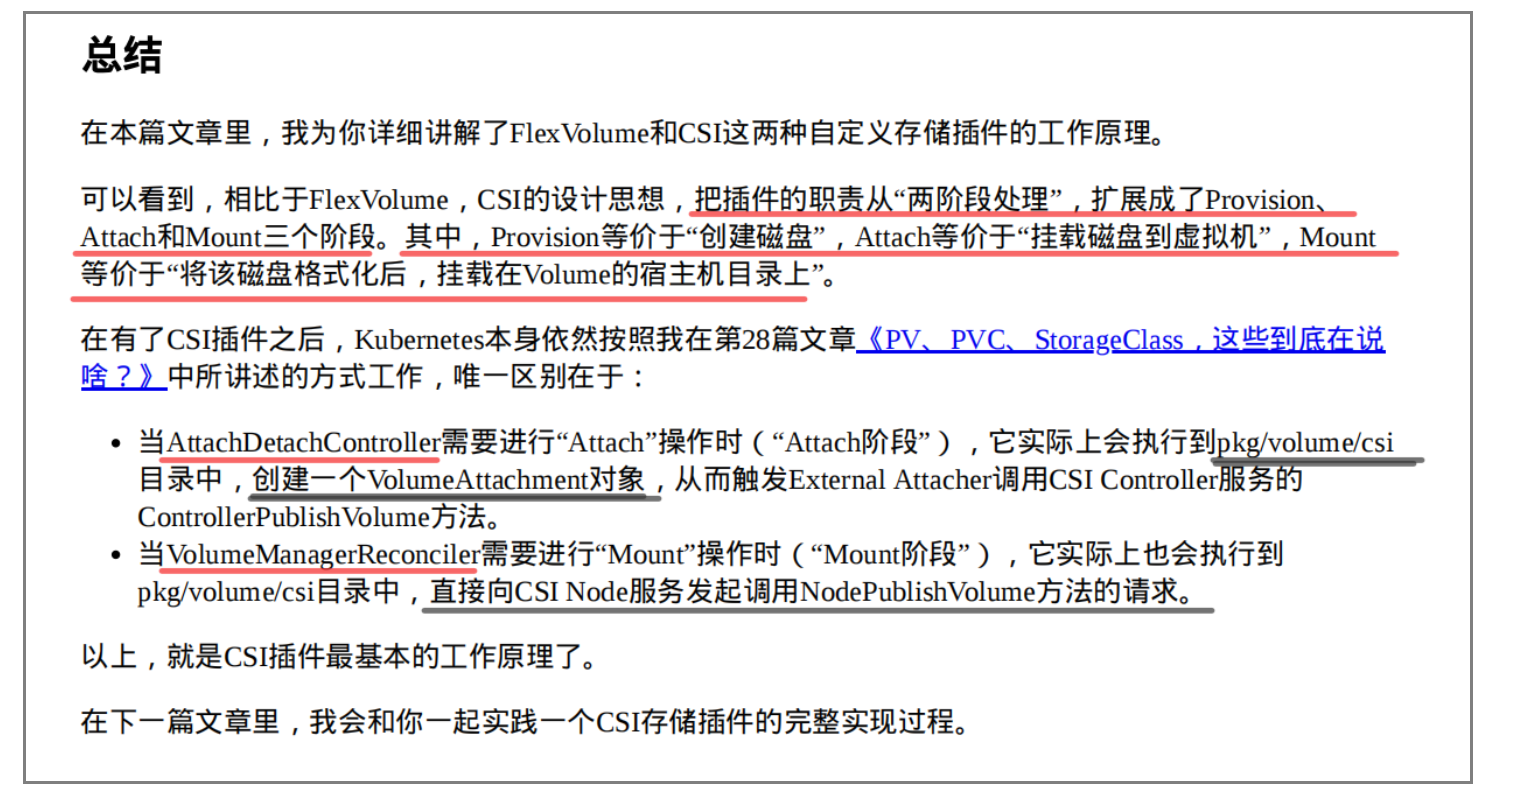 总结
在本篇文章里，我为你详细讲解了FlexVolume和CSI这两种自定义存储插件的工作原理。
可以看到，相比于FlexVolume，CSI的设计思想，把插件的职责从“两阶段处理”，扩展成了Provision、
Attach和Mount三个阶段。其中，Provision等价于“创建磁盘”，Attach等价于“挂载磁盘到虚拟机”，Mount
等价于“将该磁盘格式化后，挂载在Volume的宿主机目录上”。
在有了CSI插件之后，Kubernetes本身依然按照我在第28篇文章《PV、PVC、StorageClass，这些到底在说
啥？》中所讲述的方式工作，唯一区别在于：
• 当AttachDetachController需要进行“Attach”操作时（“Attach阶段”），它实际上会执行到pkg/volume/csi
目录中，创建一个VolumeAttachment对象，从而触发External Attacher调用CSI Controller服务的
ControllerPublishVolume方法。
• 当VolumeManagerReconciler需要进行“Mount”操作时（“Mount阶段”），它实际上也会执行到
pkg/volume/csi目录中，直接向CSI Node服务发起调用NodePublishVolume方法的请求。
以上，就是CSI插件最基本的工作原理了。
在下一篇文章里，我会和你一起实践一个CSI存储插件的完整实现过程。